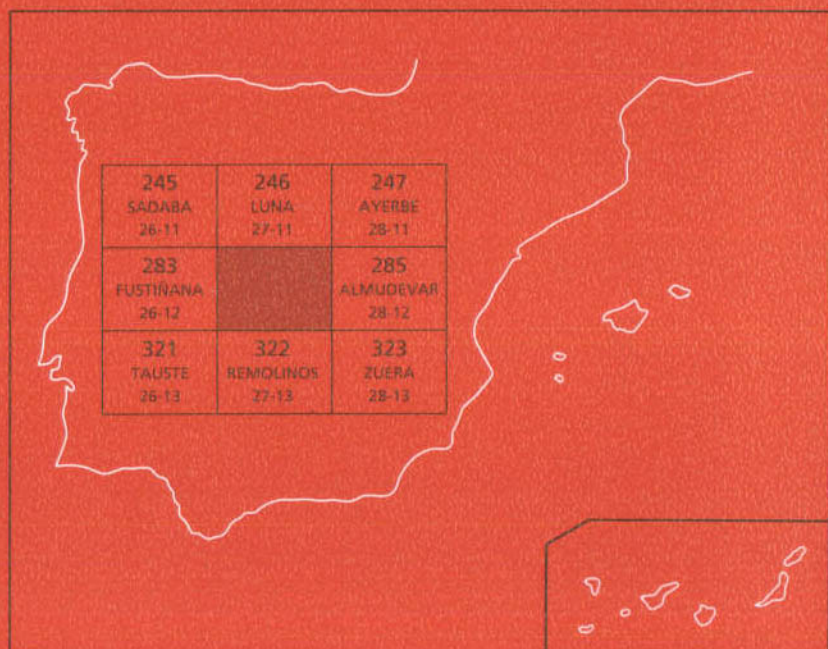 245
SADABA
26-11
246
LUNA
27-11
247
AYERBE
28-11
283
FUSTIÑANA
26-12
285
ALMUDEVAR
28-12
321
TAUSTE
26-13
322
REMOLINOS
27-13
323
ZUERA
28-13